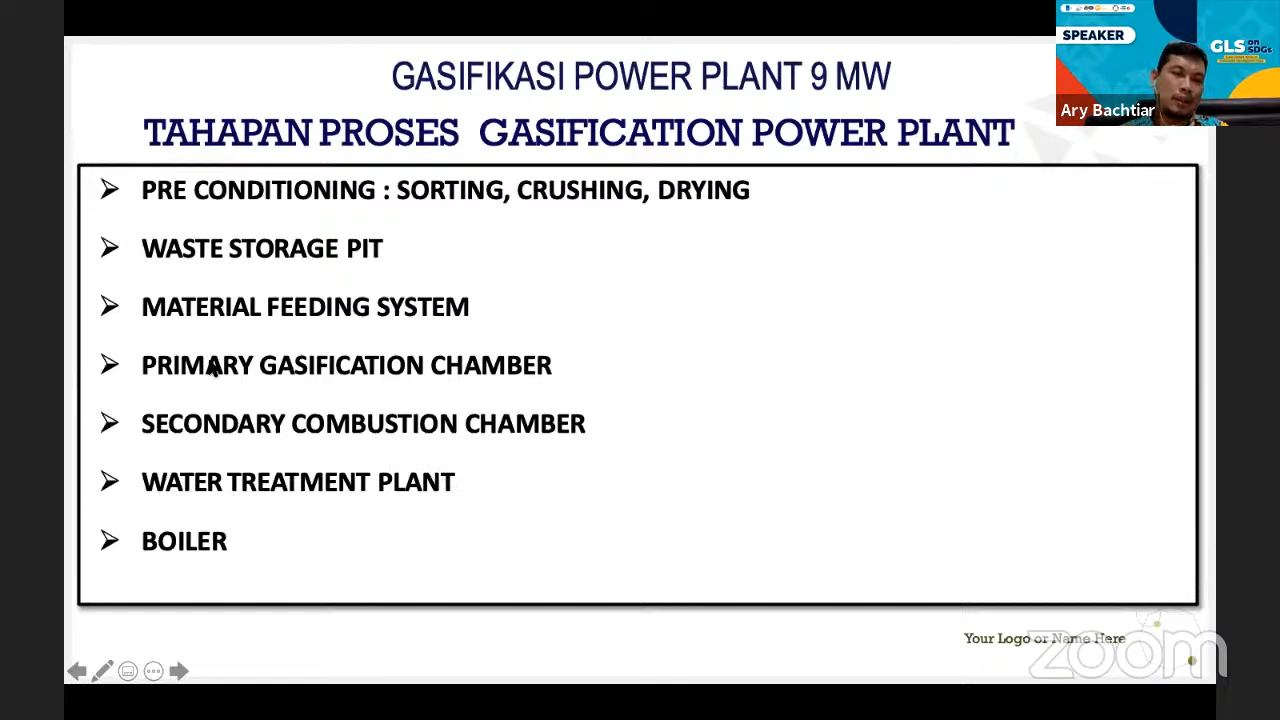 GASIFIKASI POWER PLANT 9 MW
TAHAPAN PROSES GASIFICATION POWER PLANT
PRE CONDITIONING : SORTING, CRUSHING, DRYING
WASTE STORAGE PIT
MATERIAL FEEDING SYSTEM
PRIMARY GASIFICATION CHAMBER
SECONDARY COMBUSTION CHAMBER
WATER TREATMENT PLANT
BOILER
Your Logo or Name Here
zoom
SPEAKER
GLS on SDGs
Ary Bachtiar